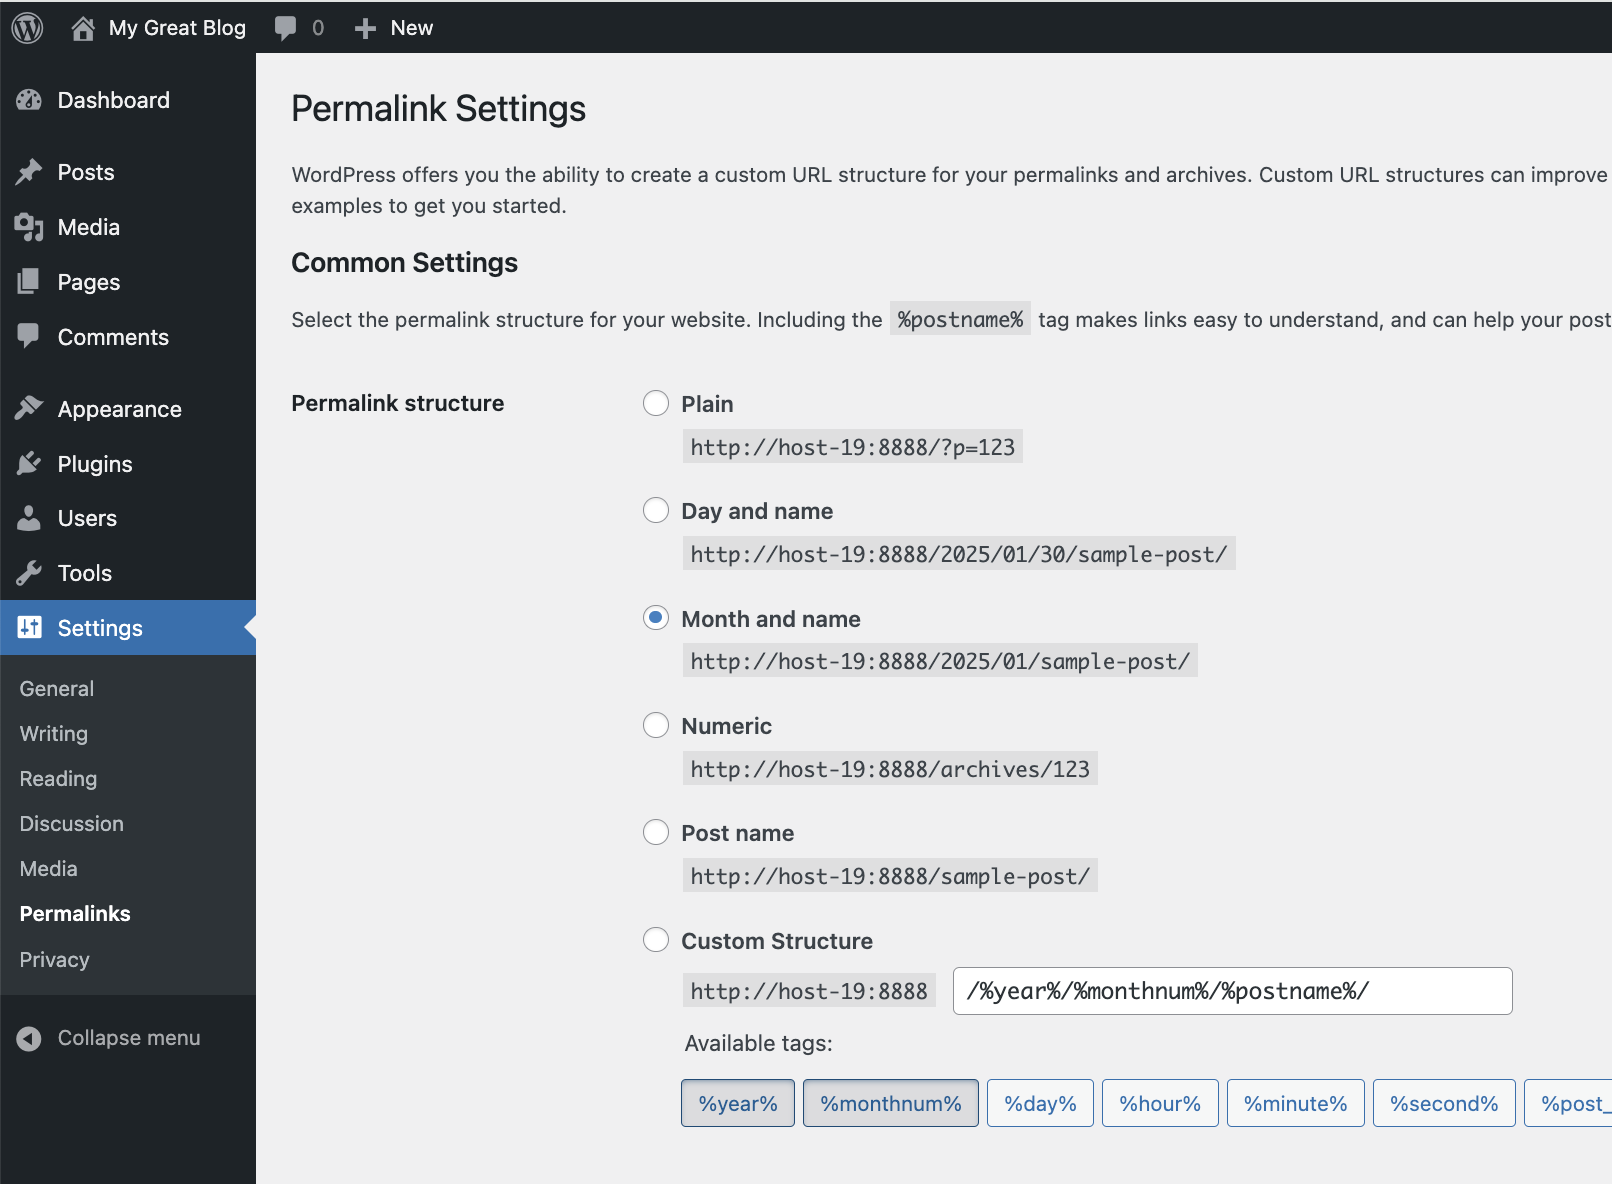 My Great Blog 0 New
Dashboard
Posts
Media
Pages
Comments
Appearance
Plugins
Users
Tools
Settings
General
Writing
Reading
Discussion
Media
Permalinks
Privacy
Collapse menu
Permalink Settings
WordPress offers you the ability to create a custom URL structure for your permalinks and archives. Custom URL structures can improve
examples to get you started.
Common Settings
Select the permalink structure for your website. Including the %postname% tag makes links easy to understand, and can help your post
Permalink structure
Plain
http://host-19:8888/?p=123
Day and name
http://host-19:8888/2025/01/30/sample-post/
Month and name
http://host-19:8888/2025/01/sample-post/
Numeric
http://host-19:8888/archives/123
Post name
http://host-19:8888/sample-post/
Custom Structure
http://host-19:8888 /%year%/%monthnum%/%postname%/
Available tags:
%year% %monthnum% %day% %hour% %minute% %second% %post_